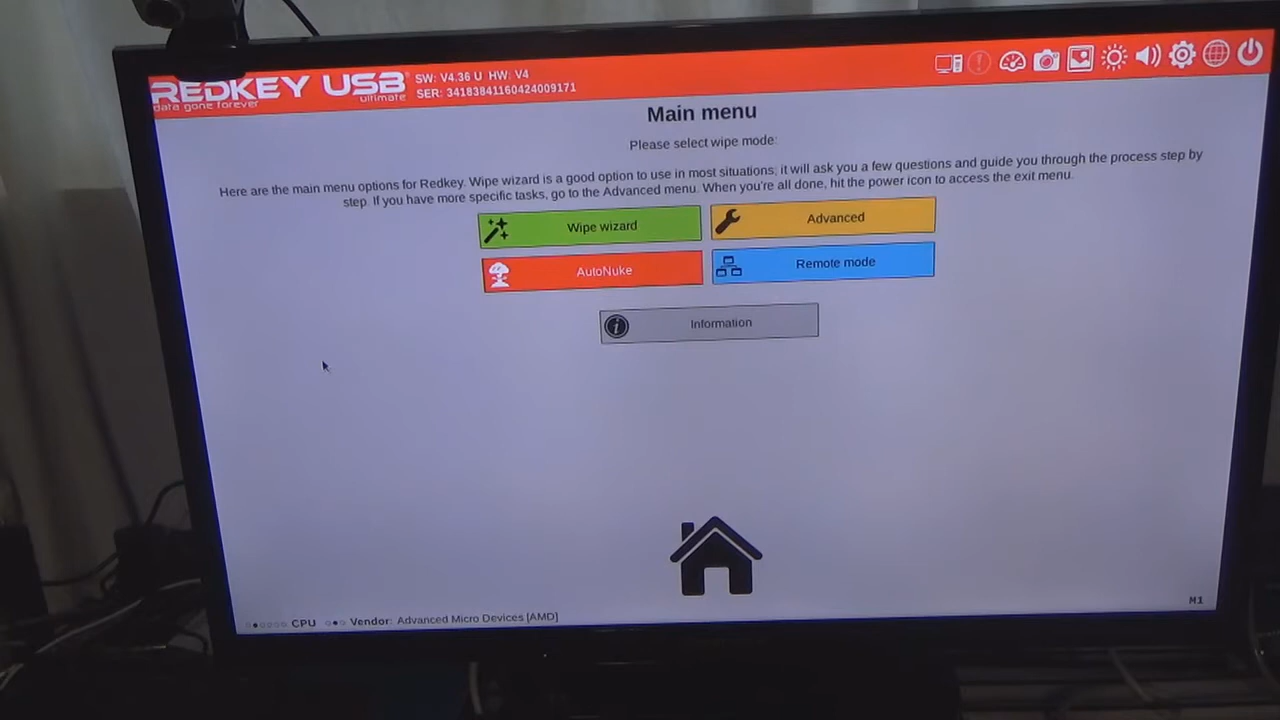 REDKEY USB
ultimate
data gone forever
SW: V4.36 U HW: V4
SER: 34183841160424009171
Main menu
Please select wipe mode:
Here are the main menu options for Redkey. Wipe wizard is a good option to use in most situations; it will ask you a few questions and guide you through the process step by
step. If you have more specific tasks, go to the Advanced menu. When you're all done, hit the power icon to access the exit menu.
Wipe wizard
Advanced
AutoNuke
Remote mode
Information
CPU Vendor: Advanced Micro Devices [AMD]
M1